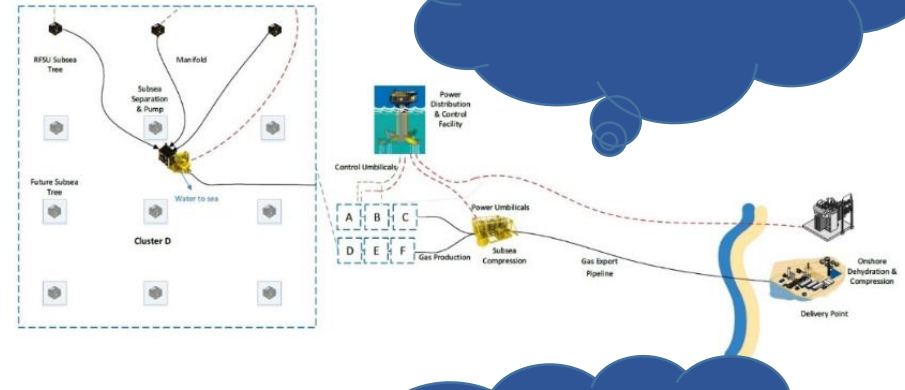 RFSU Subsea
Tree
Manifold
Subsea
Separation
& Pump
Future Subsea
Tree
Water to sea
Cluster D
Power
Distribution
& Control
Facility
Control Umbilicals
A B C
D E F
Power Umbilicals
Gas Production
Subsea
Compression
Gas Export
Pipeline
Onshore
Dehydration &
Compression
Delivery Point